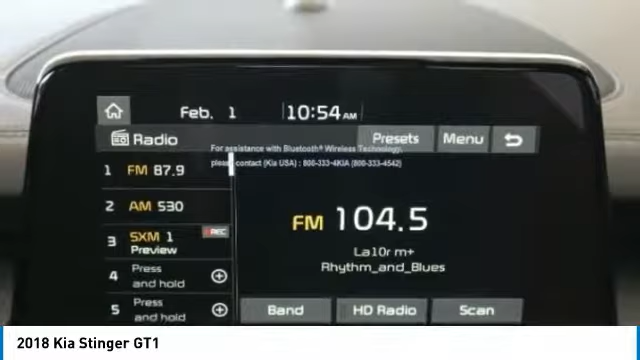 Feb. 1 10:54 AM
Radio Presets Menu
For assistance with Bluetooth® Wireless Technology,
please contact (Kia USA) : 800-333-4KIA (800-333-4542)
1 FM 87.9
2 AM 530
3 SXM 1 REC
Preview
4 Press
and hold
5 Press
and hold
FM 104.5
La10r m+
Rhythm_and_Blues
Band HD Radio Scan
2018 Kia Stinger GT1